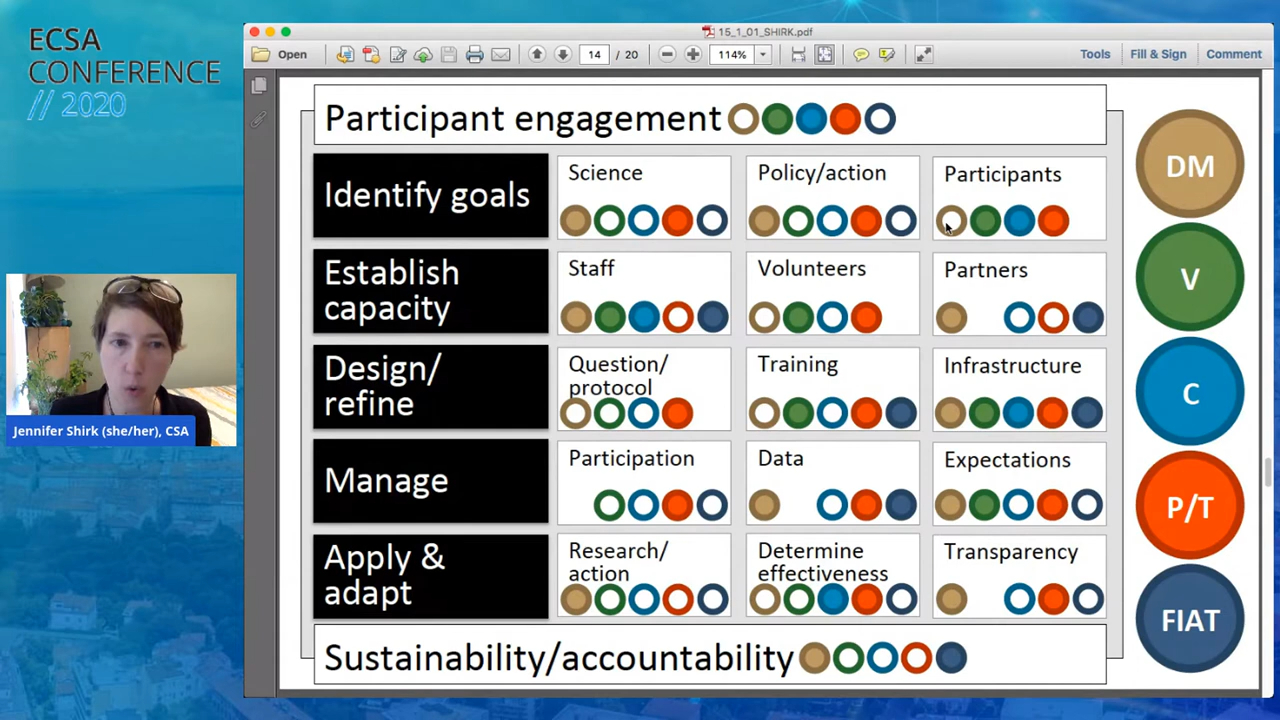 ECSA
CONFERENCE
// 2020
15_1_01_SHIRK.pdf
Open
14 / 20
114%
Tools
Fill & Sign
Comment
Participant engagement
Identify goals
Science
Policy/action
Participants
Establish
capacity
Staff
Volunteers
Partners
Design/
refine
Question/
protocol
Training
Infrastructure
Manage
Participation
Data
Expectations
Apply &
adapt
Research/
action
Determine
effectiveness
Transparency
Sustainability/accountability
DM
V
C
P/T
FIAT
Jennifer Shirk (she/her), CSA